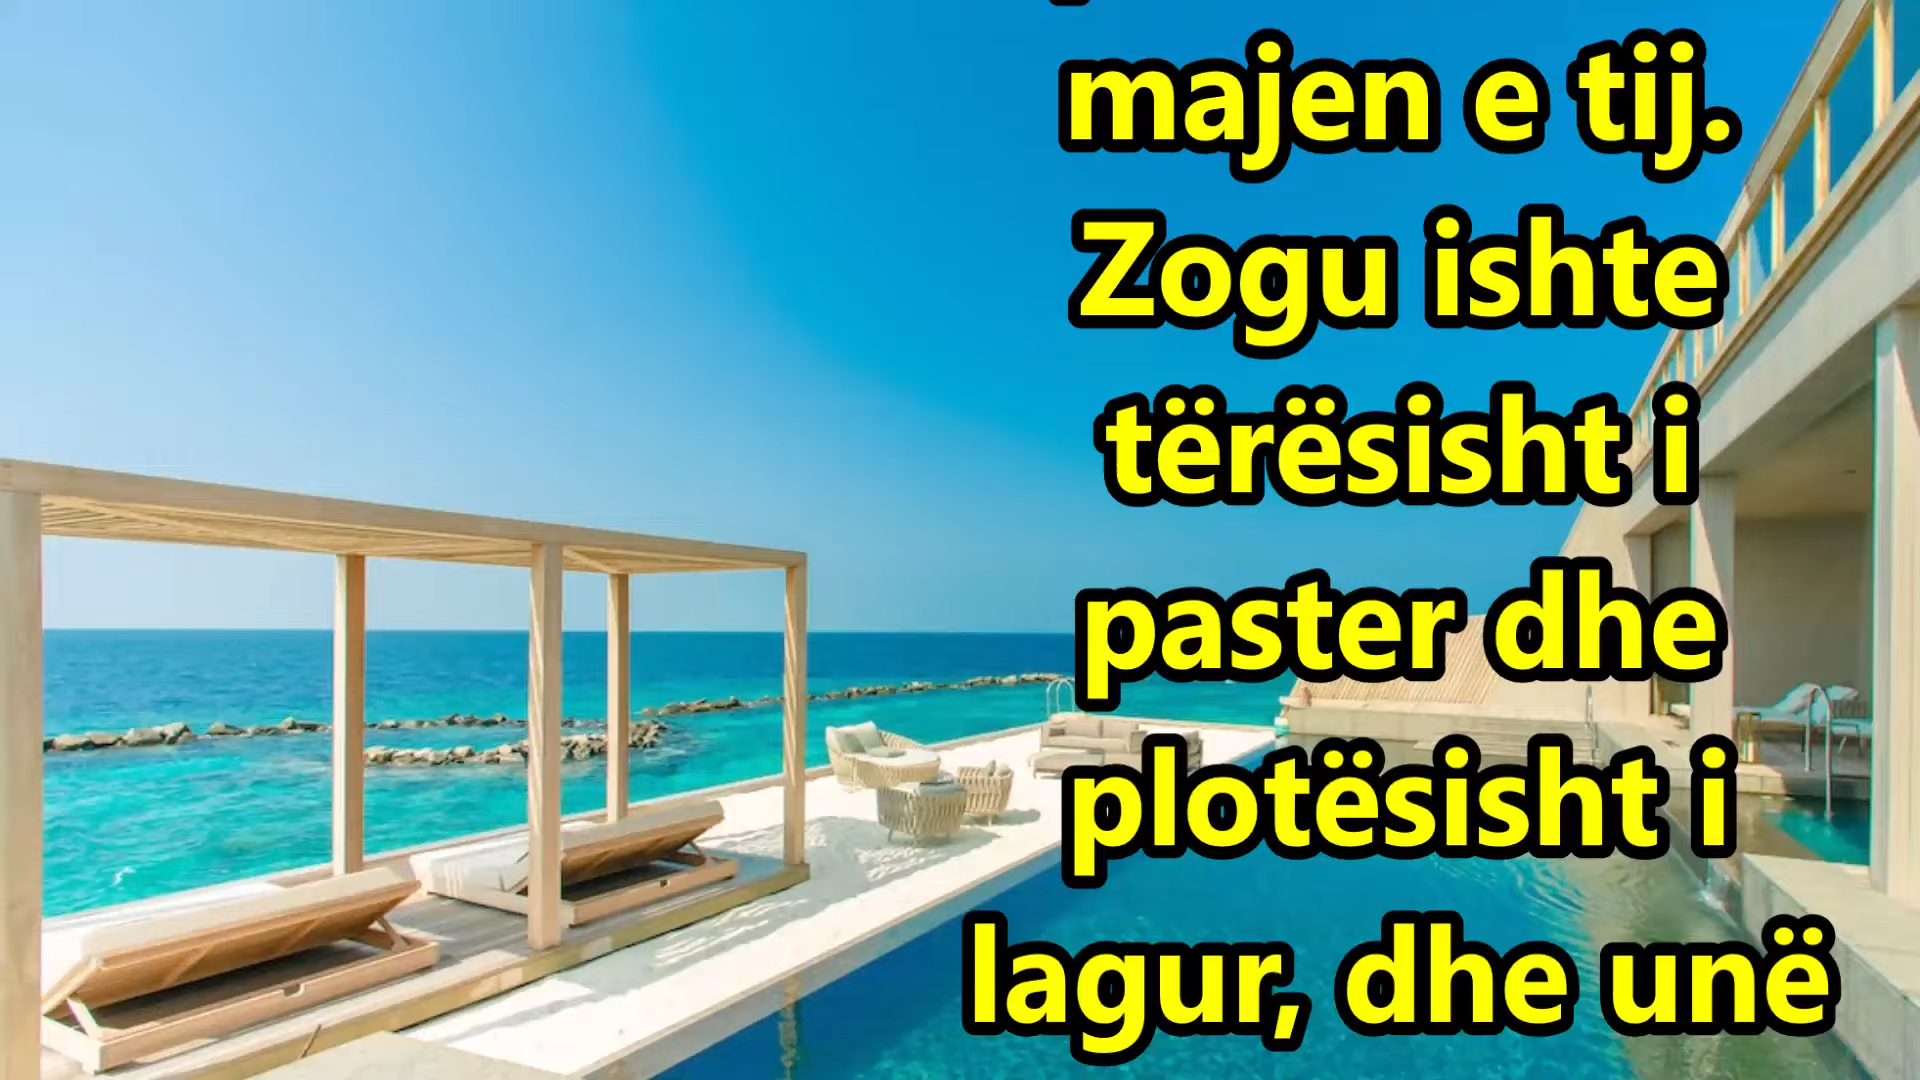 majen e tij.
Zogu ishte
tërësisht i
paster dhe
plotësisht i
lagur, dhe unë